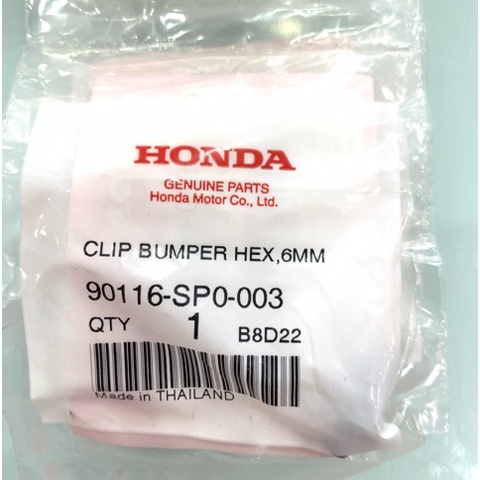 HONDA
GENUINE PARTS
Honda Motor Co., Ltd.
CLIP BUMPER HEX,6MM
90116-SP0-003
QTY 1 B8D22
Made in THAILAND